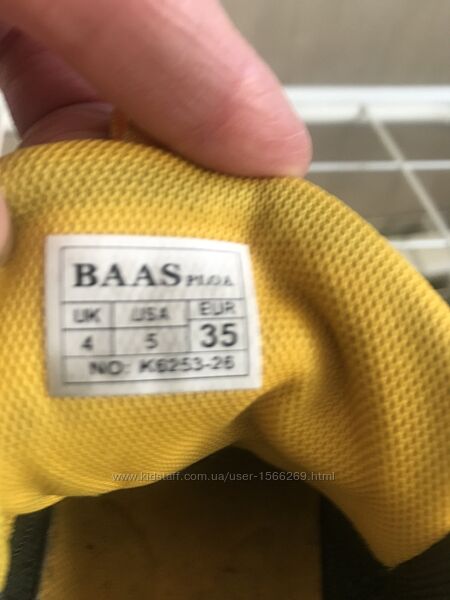 BAAS PLOA
UK USA EUR
4 5 35
NO: K6253-26
www.kidstaff.com.ua/user-1566269.html